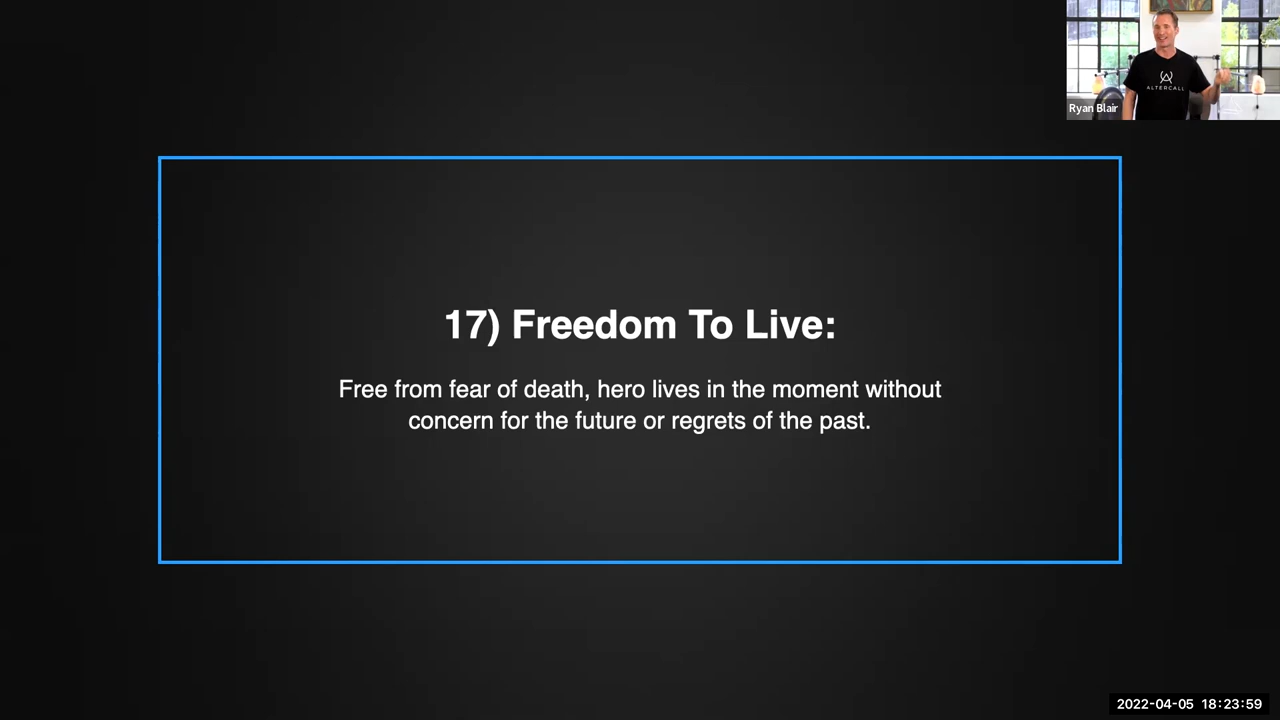 ALTERCALL
Ryan Blair
17) Freedom To Live:
Free from fear of death, hero lives in the moment without
concern for the future or regrets of the past.
2022-04-05 18:23:59